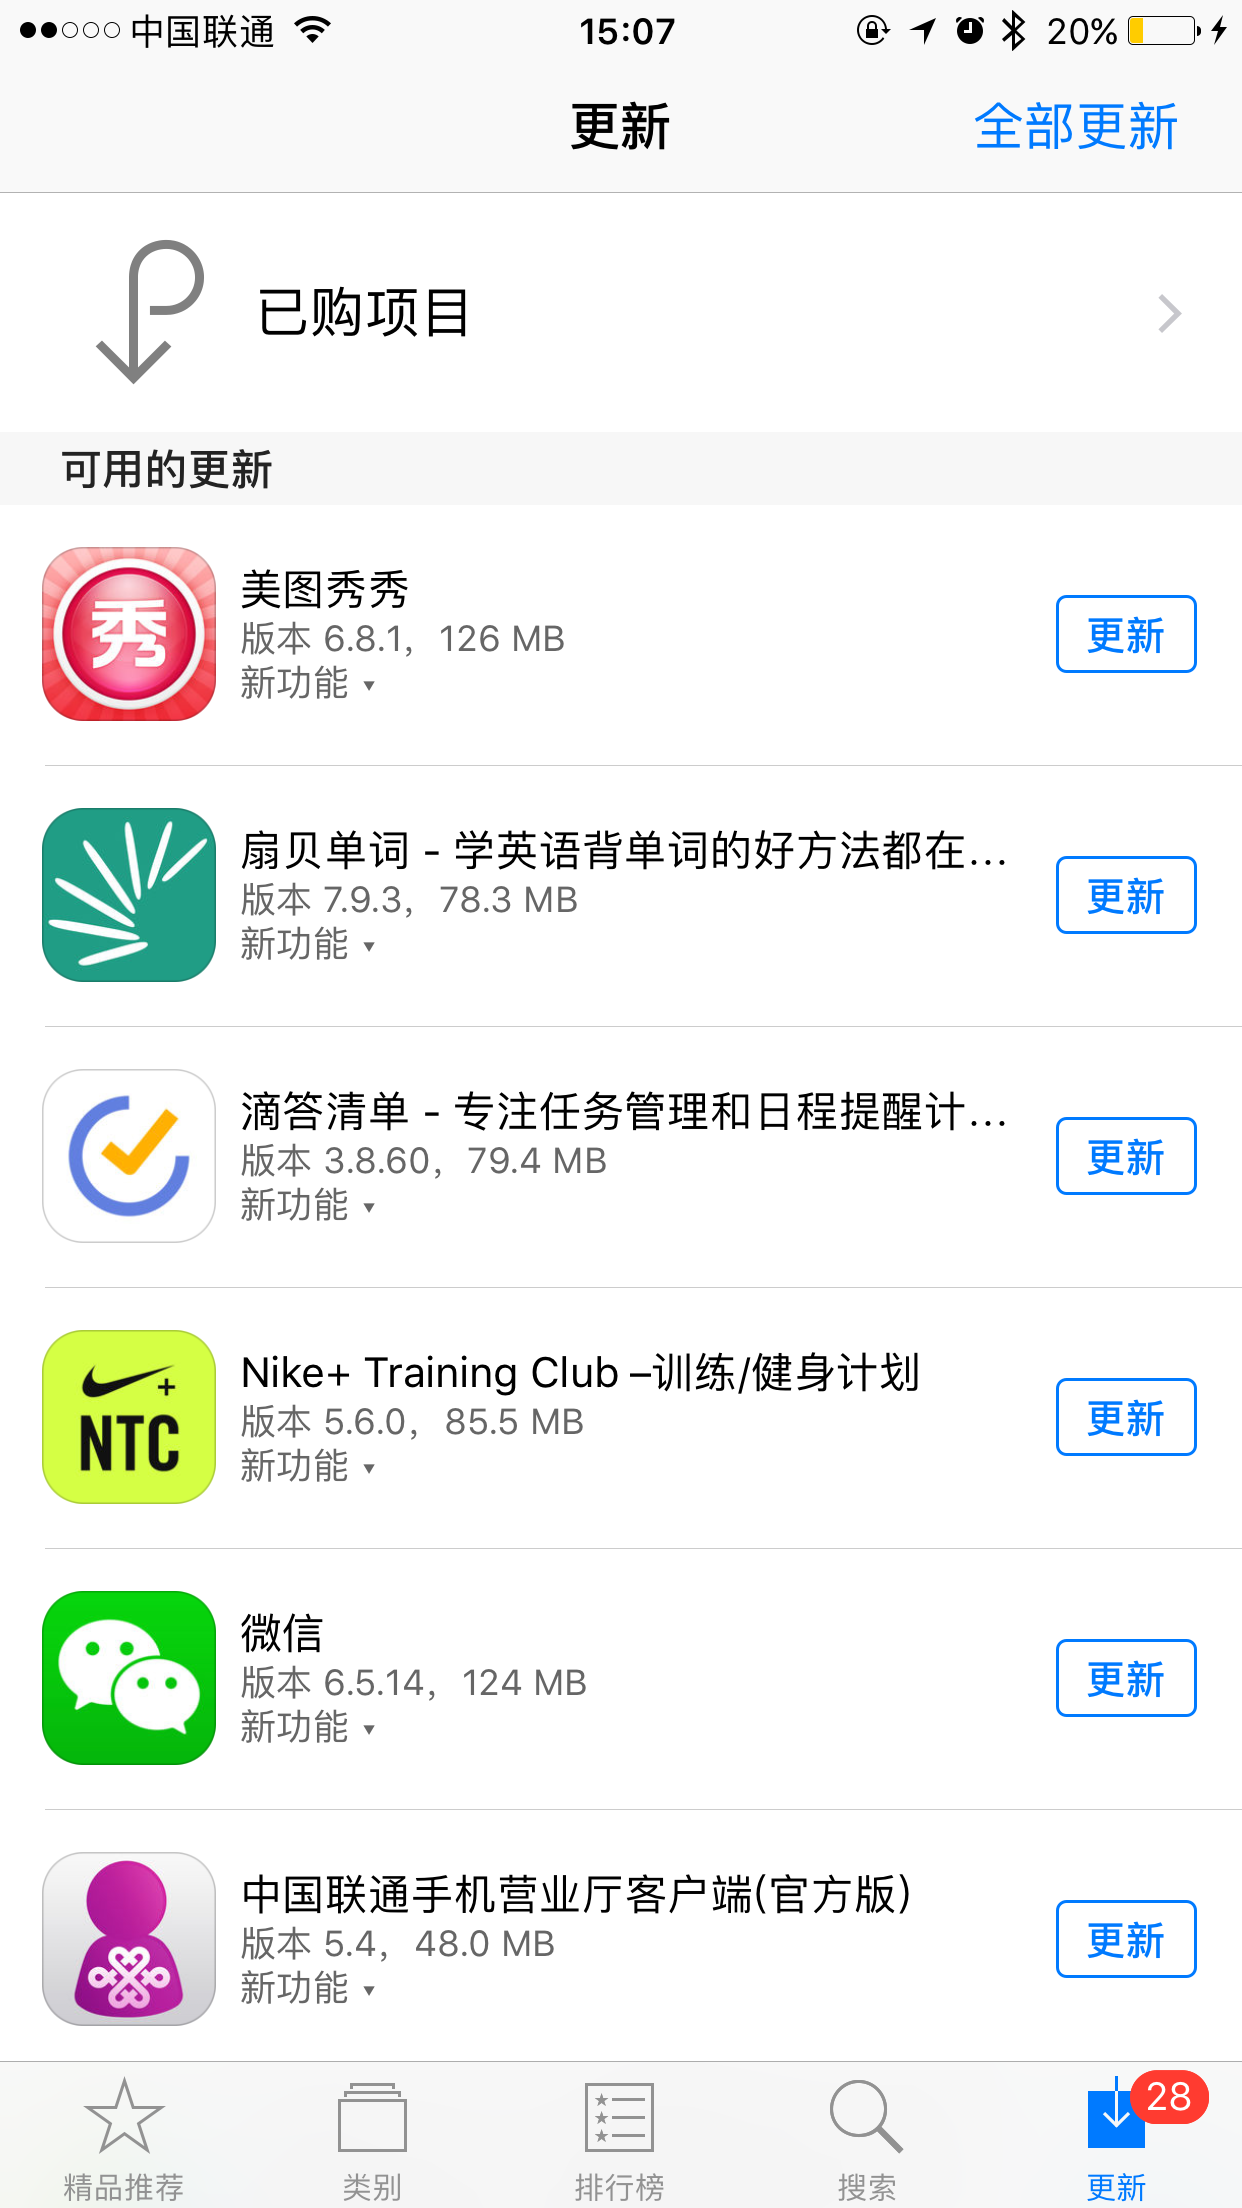 中国联通 15:07 20%
更新 全部更新
已购项目
可用的更新
秀
美图秀秀
版本 6.8.1, 126 MB
新功能 ▾
更新
扇贝单词 - 学英语背单词的好方法都在...
版本 7.9.3, 78.3 MB
新功能 ▾
更新
滴答清单 - 专注任务管理和日程提醒计...
版本 3.8.60, 79.4 MB
新功能 ▾
更新
+
NTC
Nike+ Training Club –训练/健身计划
版本 5.6.0, 85.5 MB
新功能 ▾
更新
微信
版本 6.5.14, 124 MB
新功能 ▾
更新
中国联通手机营业厅客户端(官方版)
版本 5.4, 48.0 MB
新功能 ▾
更新
28
精品推荐 类别 排行榜 搜索 更新